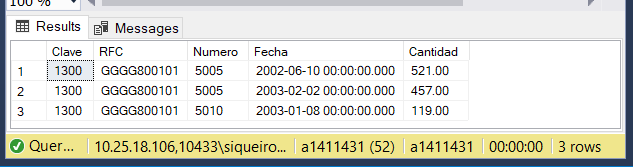 100 %
Results Messages
Clave RFC Numero Fecha Cantidad
1 1300 GGGG800101 5005 2002-06-10 00:00:00.000 521.00
2 1300 GGGG800101 5005 2003-02-02 00:00:00.000 457.00
3 1300 GGGG800101 5010 2003-01-08 00:00:00.000 119.00
Quer... 10.25.18.106,10433\siqueiro... a1411431 (52) a1411431 00:00:00 3 rows